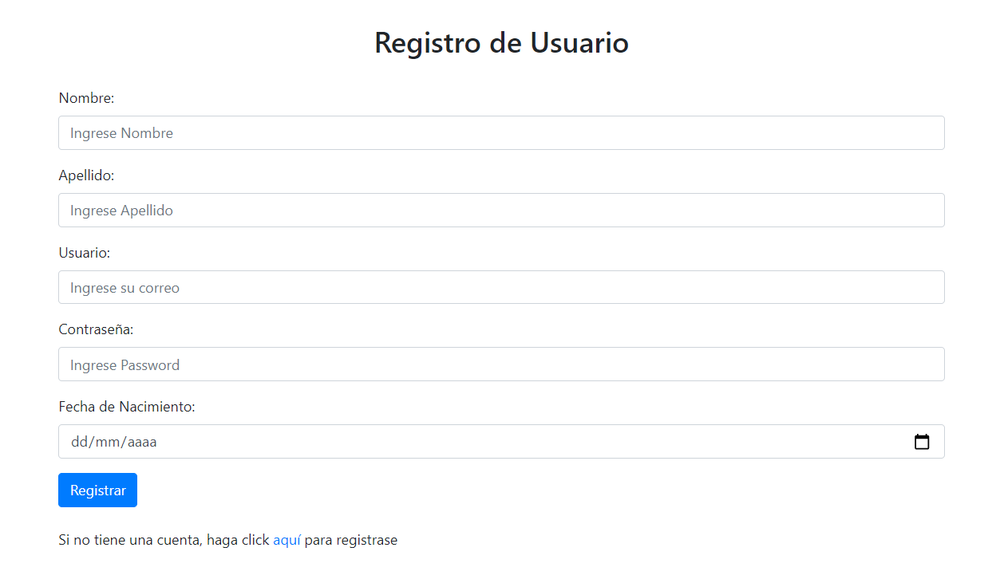 Registro de Usuario
Nombre:
Ingrese Nombre
Apellido:
Ingrese Apellido
Usuario:
Ingrese su correo
Contraseña:
Ingrese Password
Fecha de Nacimiento:
dd/mm/aaaa
Registrar
Si no tiene una cuenta, haga click aquí para registrase